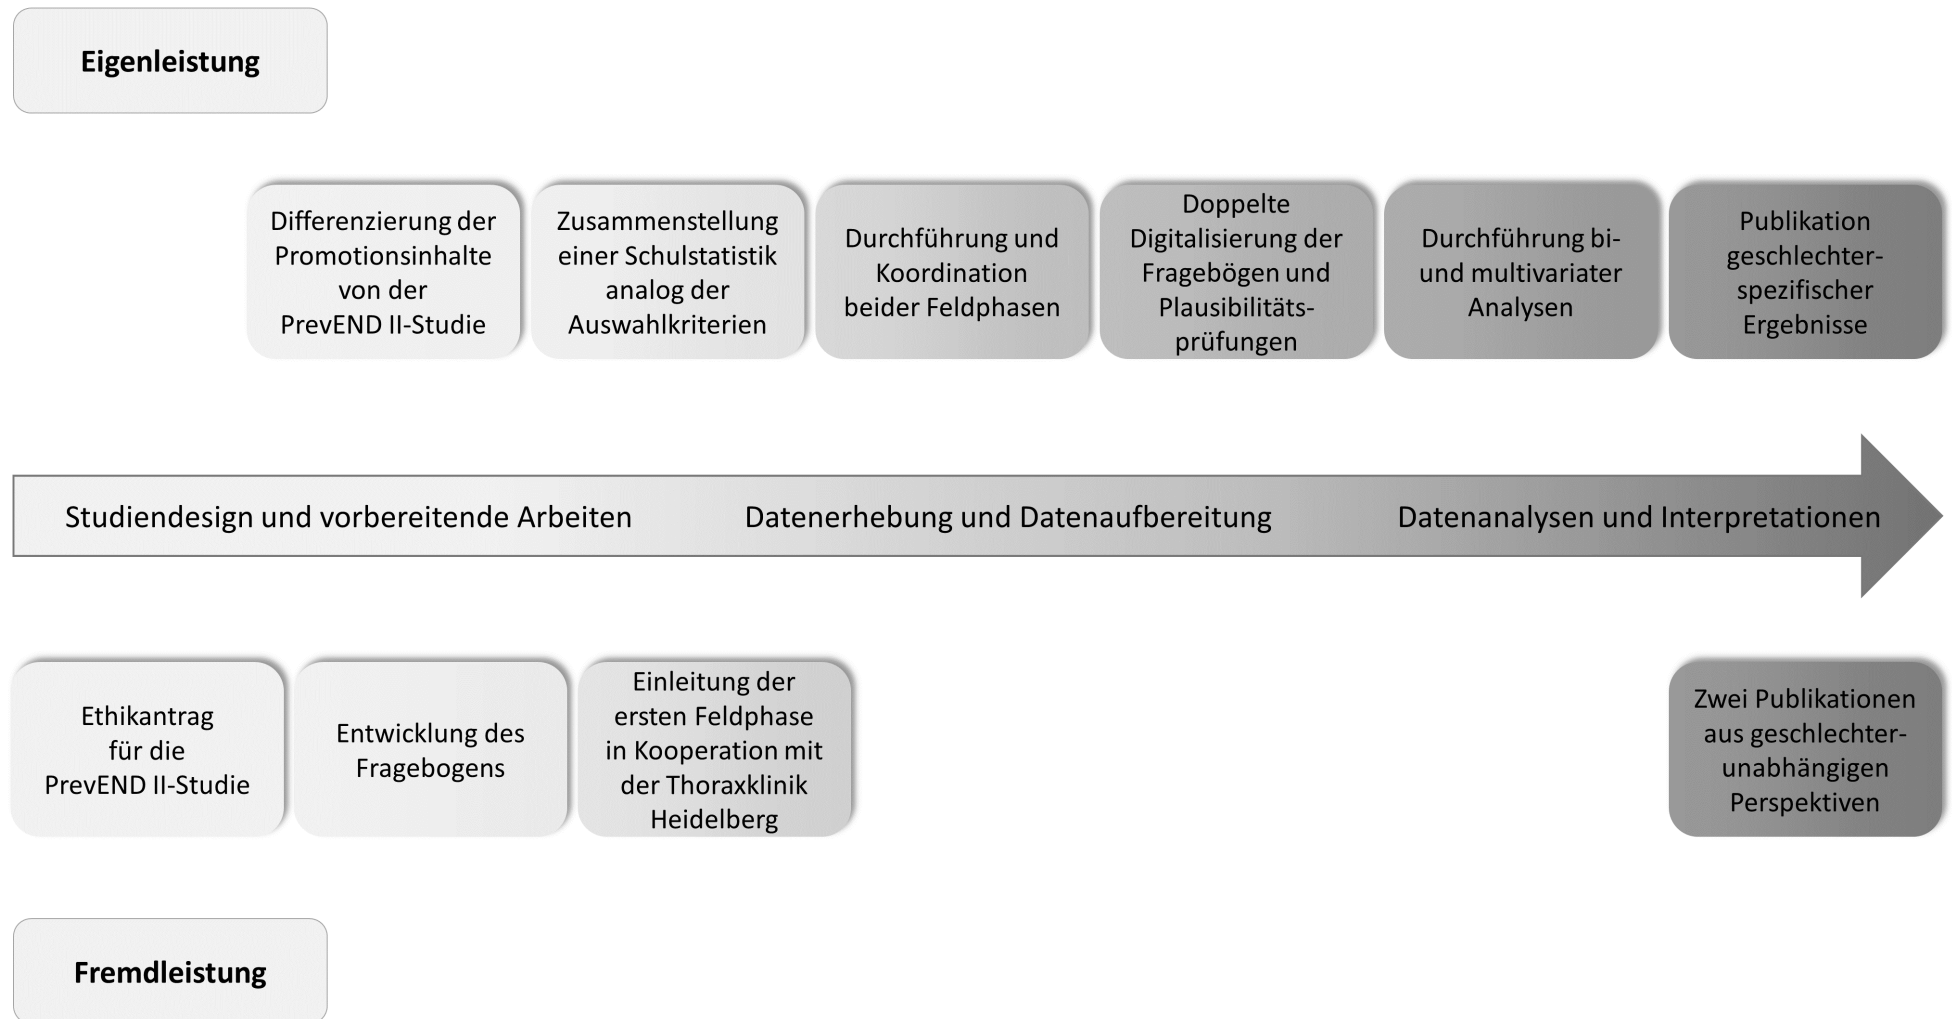 Eigenleistung
Differenzierung der
Promotionsinhalte
von der
PrevEND II-Studie
Zusammenstellung
einer Schulstatistik
analog der
Auswahlkriterien
Durchführung und
Koordination
beider Feldphasen
Doppelte
Digitalisierung der
Fragebögen und
Plausibilitäts-
prüfungen
Durchführung bi-
und multivariater
Analysen
Publikation
geschlechter-
spezifischer
Ergebnisse
Studiendesign und vorbereitende Arbeiten
Datenerhebung und Datenaufbereitung
Datenanalysen und Interpretationen
Ethikantrag
für die
PrevEND II-Studie
Entwicklung des
Fragebogens
Einleitung der
ersten Feldphase
in Kooperation mit
der Thoraxklinik
Heidelberg
Zwei Publikationen
aus geschlechter-
unabhängigen
Perspektiven
Fremdleistung